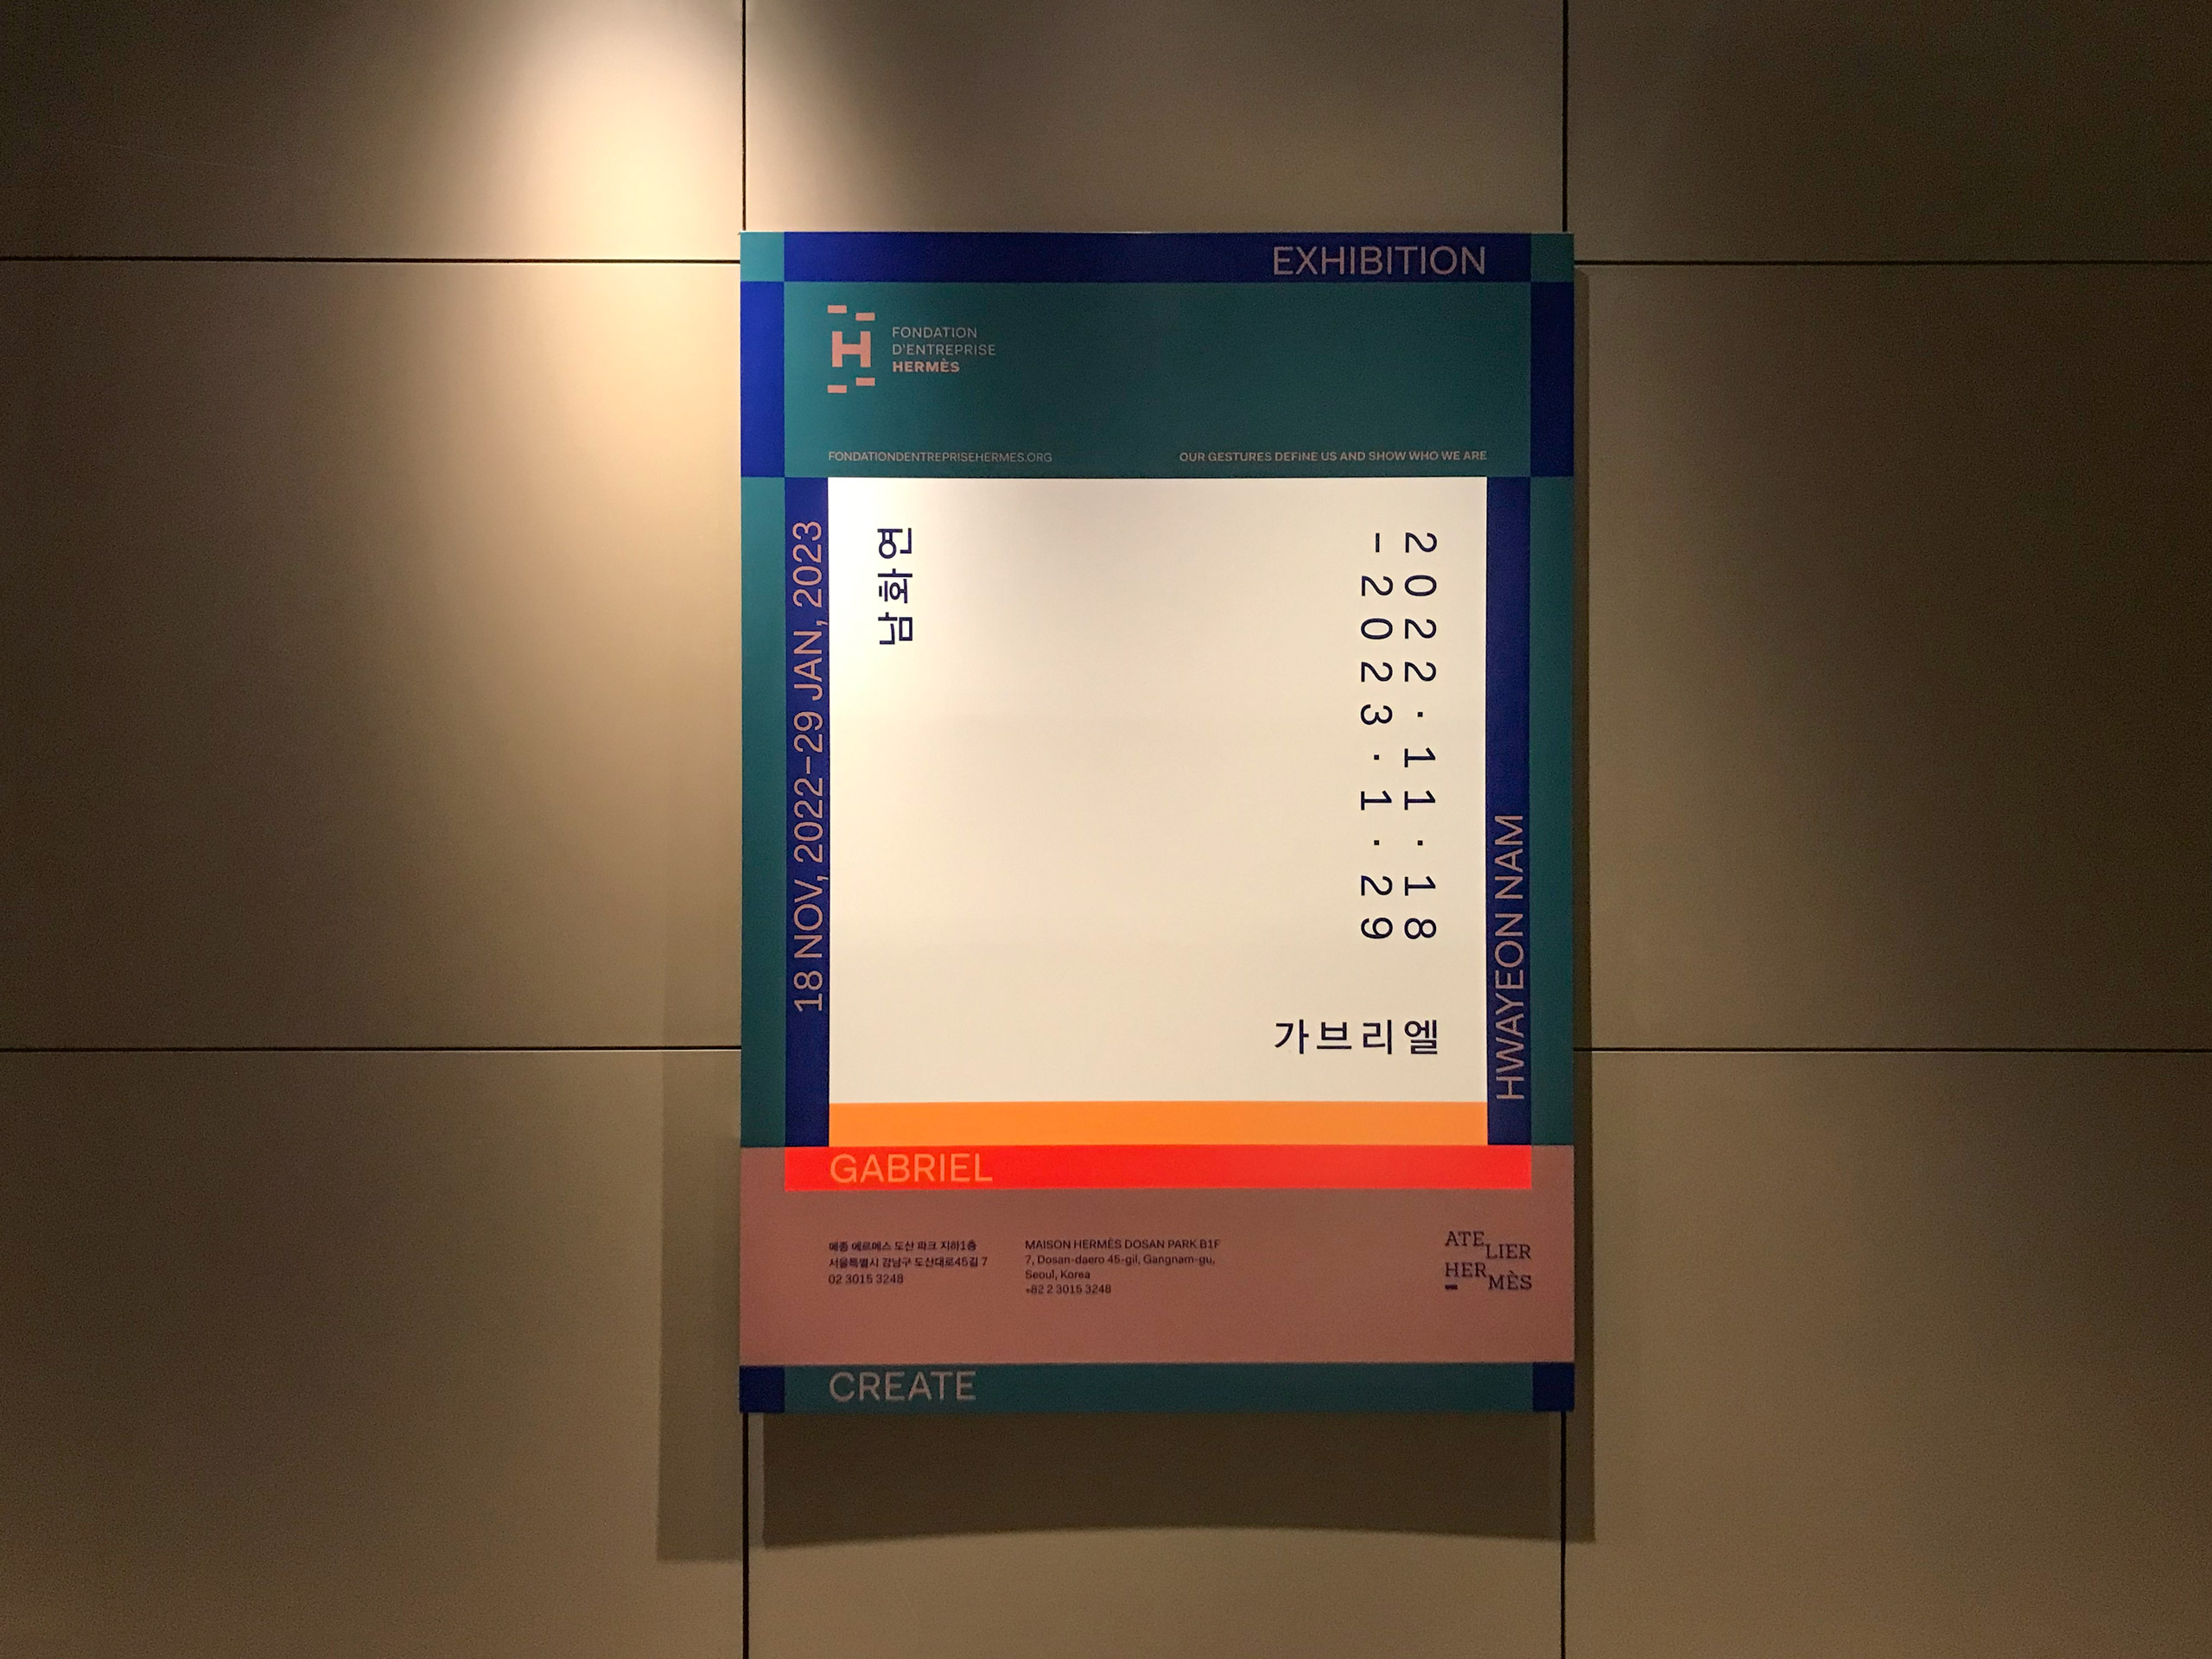 EXHIBITION
FONDATION
D'ENTREPRISE
HERMÈS
FONDATIONDENTREPRISEHERMES.ORG
OUR GESTURES DEFINE US AND SHOW WHO WE ARE
18 NOV, 2022–29 JAN, 2023
남화연
2022.11.18
–2023.1.29
가브리엘
HWAYEON NAM
GABRIEL
메종 에르메스 도산 파크 지하1층
서울특별시 강남구 도산대로45길 7
02 3015 3248
MAISON HERMÈS DOSAN PARK B1F
7, Dosan-daero 45-gil, Gangnam-gu,
Seoul, Korea
+82 2 3015 3248
ATELIER
HERMÈS
CREATE